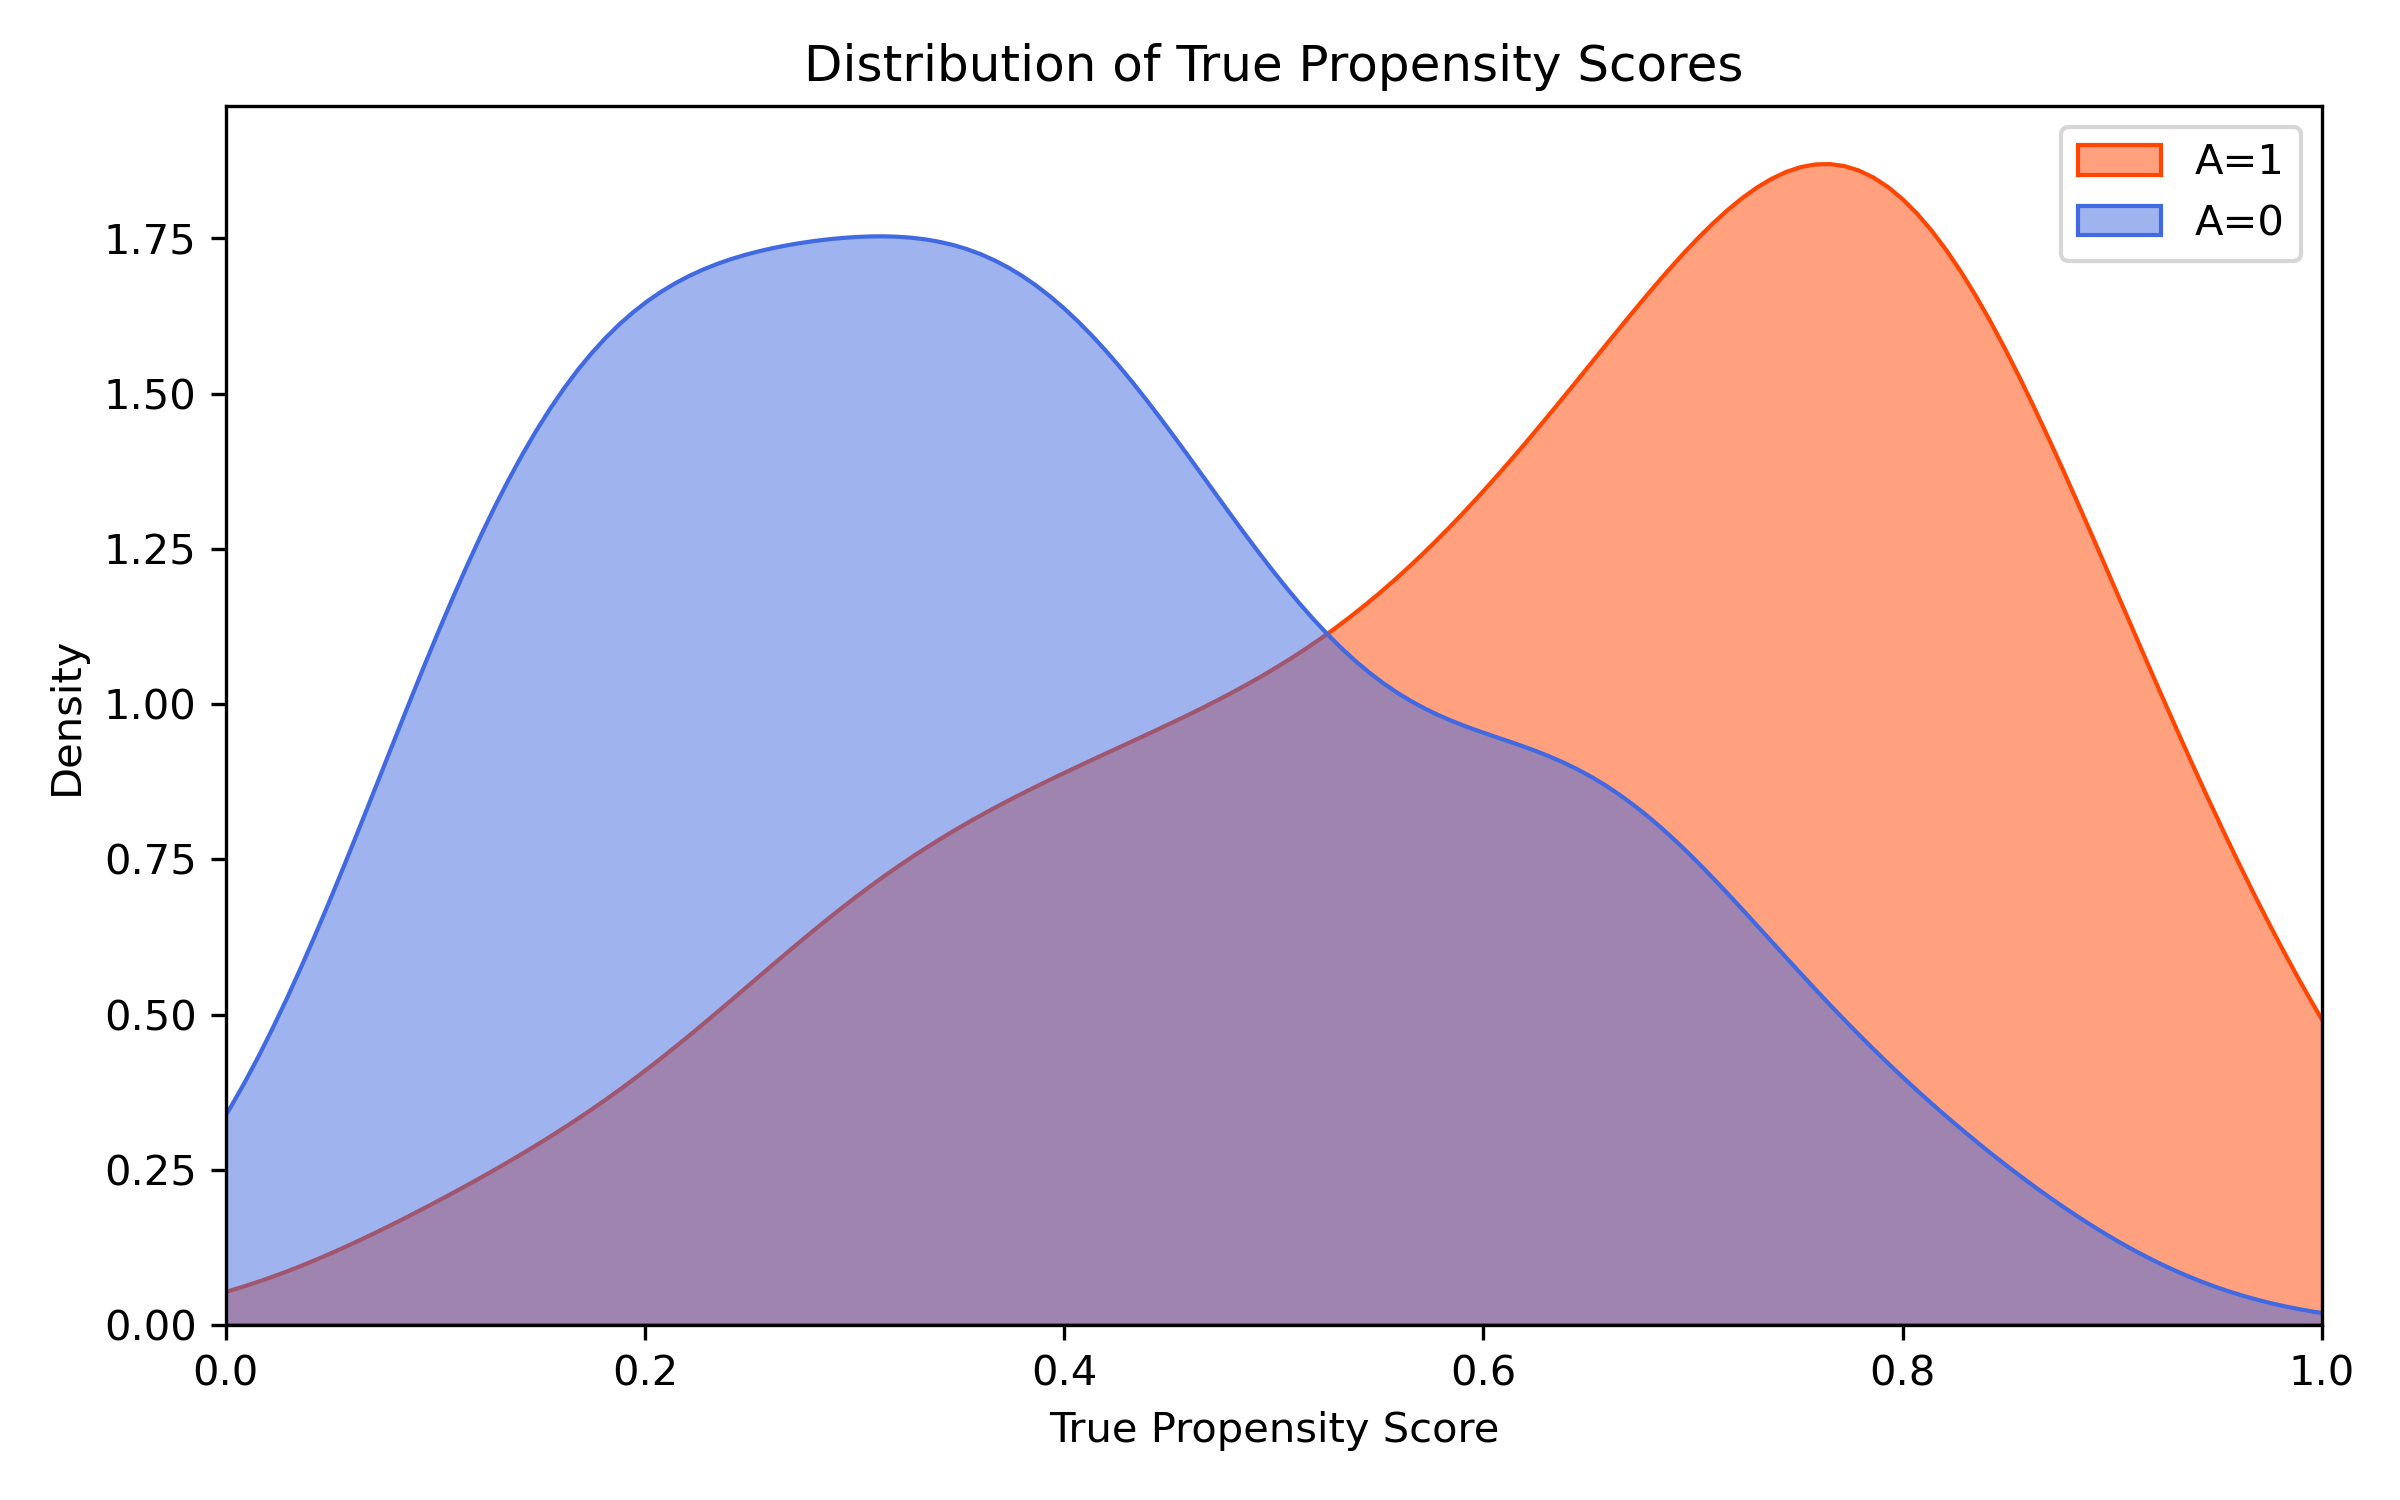 Distribution of True Propensity Scores
A=1
A=0
1.75
1.50
1.25
1.00
0.75
0.50
0.25
0.00
Density
0.0 0.2 0.4 0.6 0.8 1.0
True Propensity Score